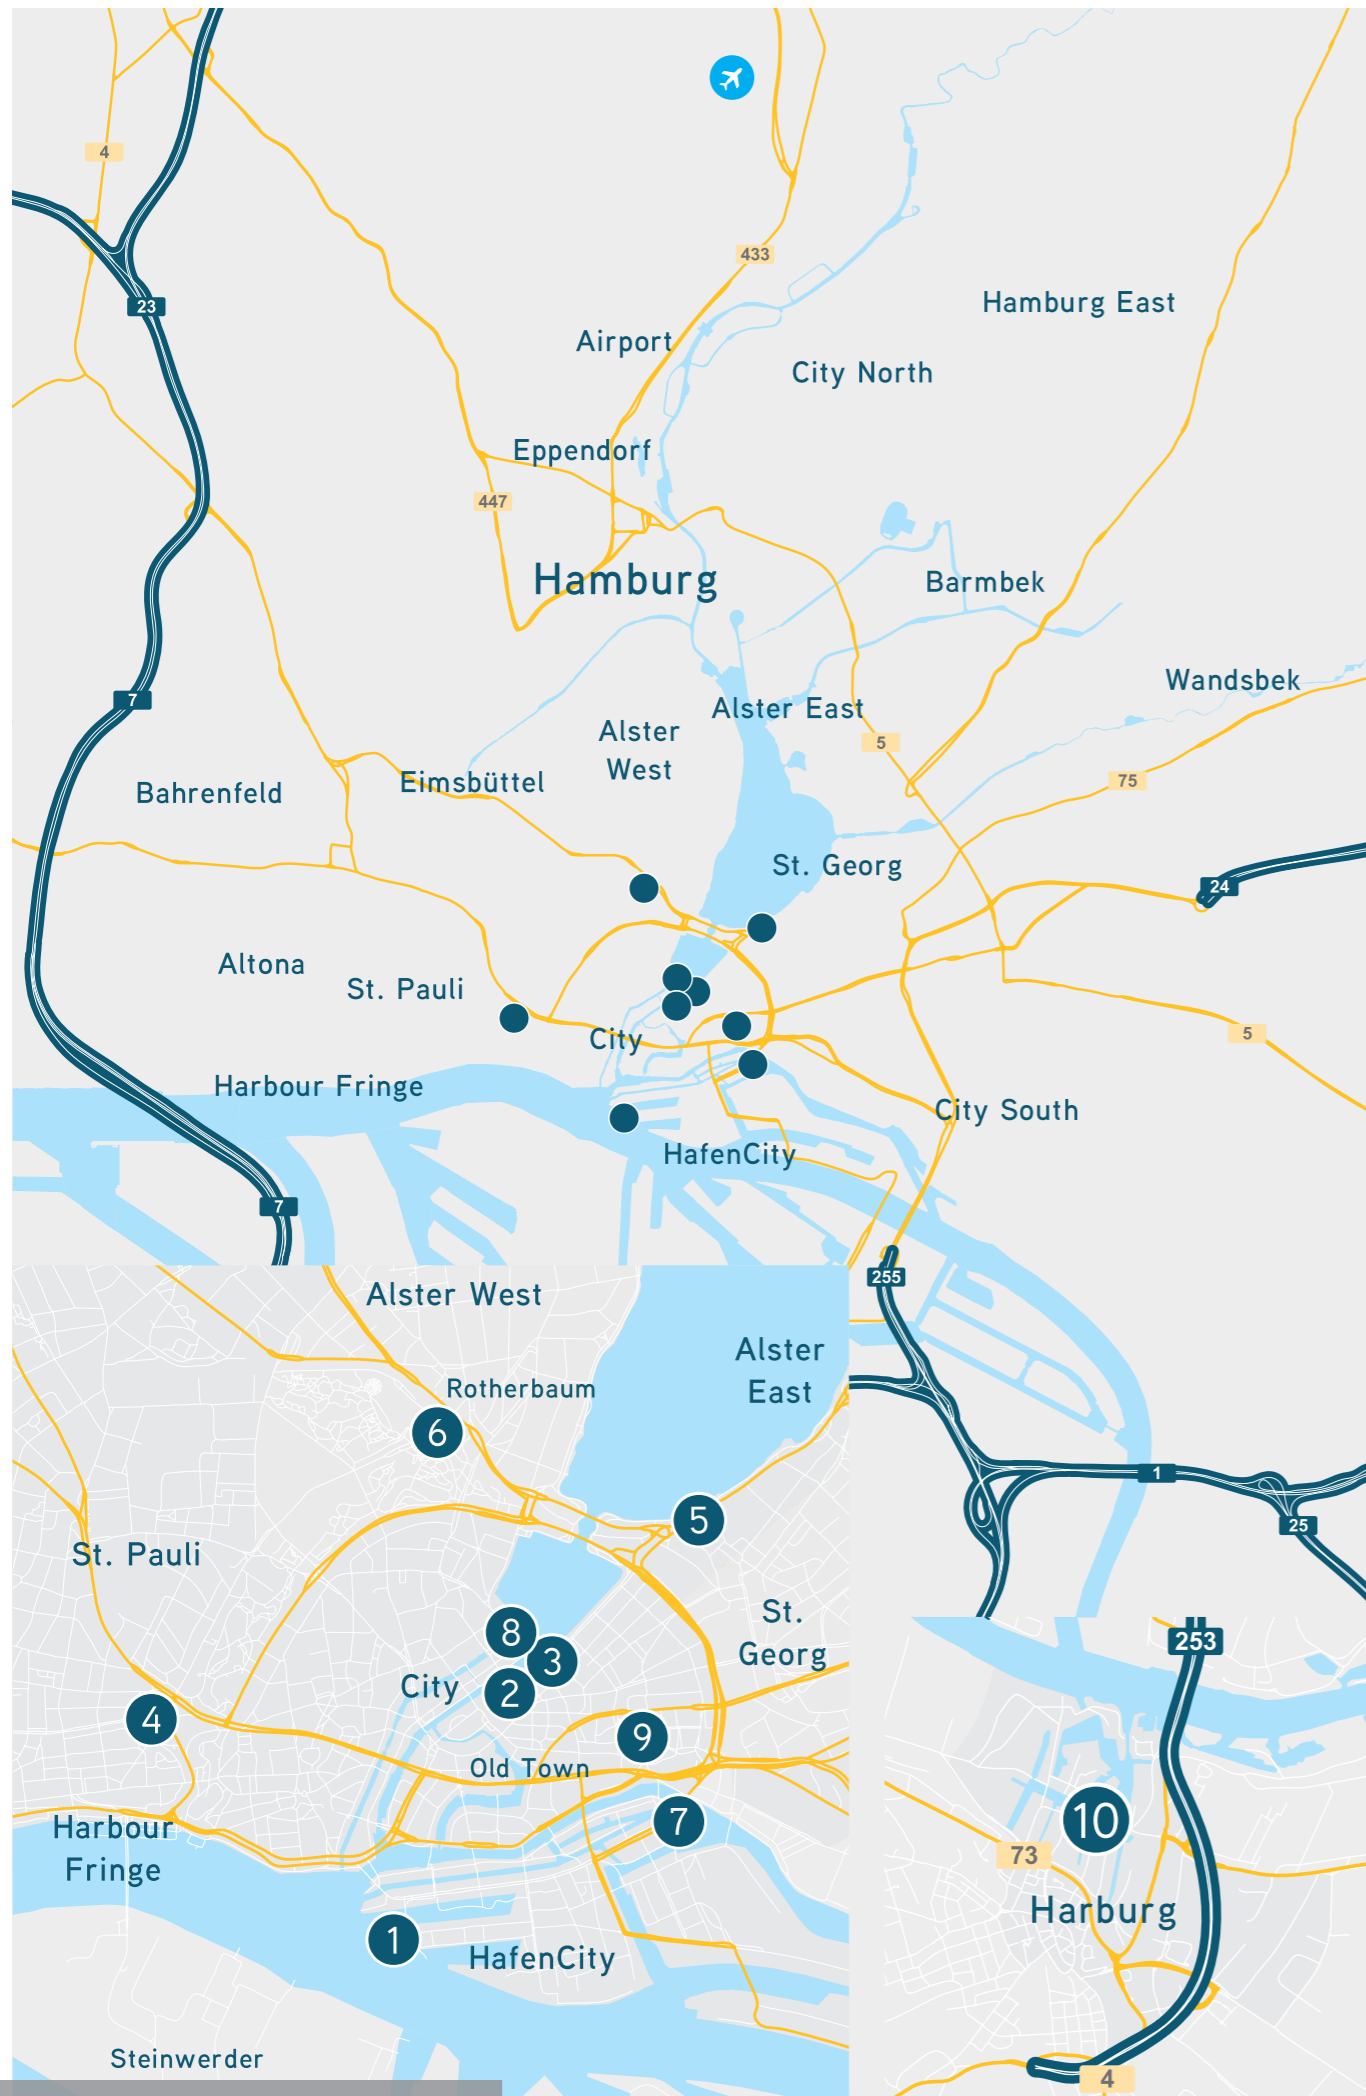 4
433
23
Hamburg East
Airport
City North
Eppendorf
447
Hamburg
Barmbek
Wandsbek
7
Alster East
Alster
West
5
75
Bahrenfeld
Eimsbüttel
St. Georg
24
Altona
St. Pauli
City
5
Harbour Fringe
City South
HafenCity
7
255
Alster West
Alster
East
Rotherbaum
6
1
5
25
St. Pauli
St.
Georg
8
3
253
City
2
4
9
Old Town
10
7
Harbour
Fringe
73
Harburg
1
HafenCity
Steinwerder
4